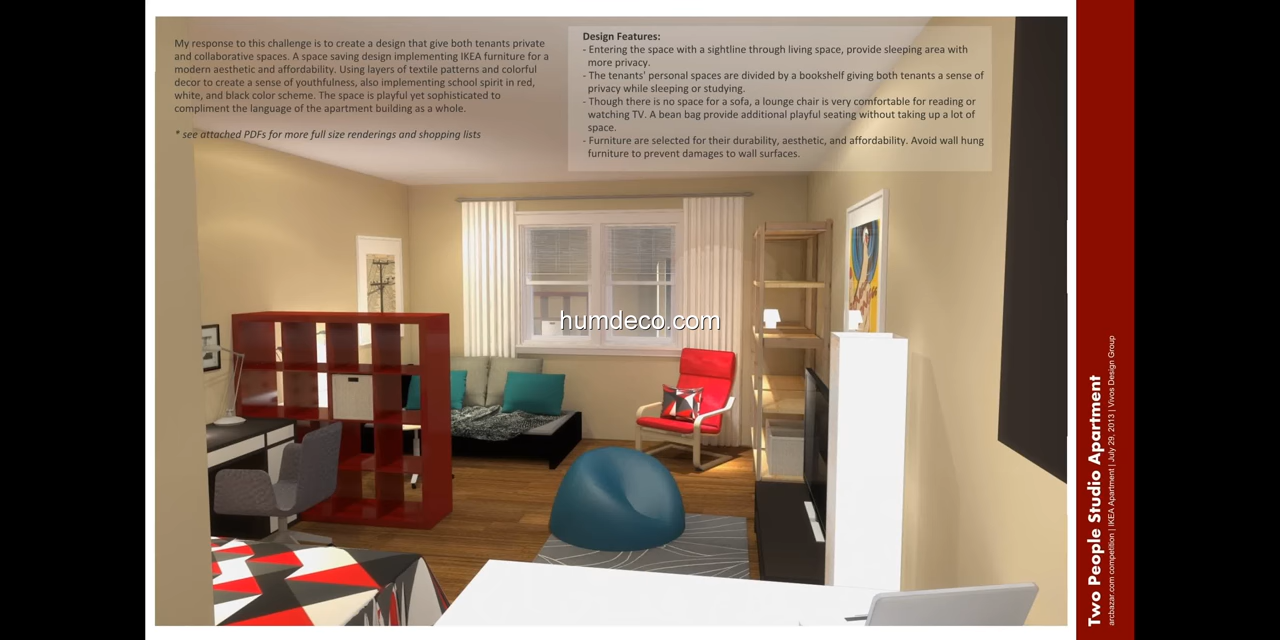 My response to this challenge is to create a design that give both tenants private
and collaborative spaces. A space saving design implementing IKEA furniture for a
modern aesthetic and affordability. Using layers of textile patterns and colorful
decor to create a sense of youthfulness, also implementing school spirit in red,
white, and black color scheme. The space is playful yet sophisticated to
compliment the language of the apartment building as a whole.
* see attached PDFs for more full size renderings and shopping lists
Design Features:
- Entering the space with a sightline through living space, provide sleeping area with
more privacy.
- The tenants' personal spaces are divided by a bookshelf giving both tenants a sense of
privacy while sleeping or studying.
- Though there is no space for a sofa, a lounge chair is very comfortable for reading or
watching TV. A bean bag provide additional playful seating without taking up a lot of
space.
- Furniture are selected for their durability, aesthetic, and affordability. Avoid wall hung
furniture to prevent damages to wall surfaces.
humdeco.com
Two People Studio Apartment
arcbazar.com competition | IKEA Apartment | July 29, 2013 | Vivos Design Group